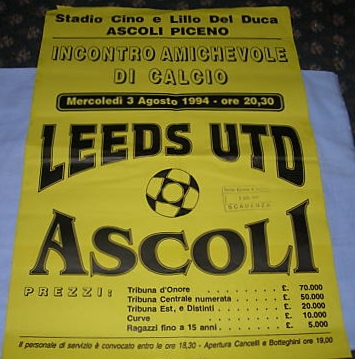 Stadio Cino e Lillo Del Duca
ASCOLI PICENO
INCONTRO AMICHEVOLE
DI CALCIO
Mercoledì 3 Agosto 1994 - ore 20,30
LEEDS UTD
SCADENZA
ASCOLI
PREZZI:
Tribuna d'Onore . . . . . . . . £. 70.000
Tribuna Centrale numerata . . . . . £. 50.000
Tribuna Est, e Distinti . . . . . . £. 20.000
Curve . . . . . . . . . . . £. 10.000
Ragazzi fino a 15 anni . . . . . . £. 5.000
Il personale di servizio è convocato entro le ore 18,30 - Apertura Cancelli e Botteghini ore 19,00